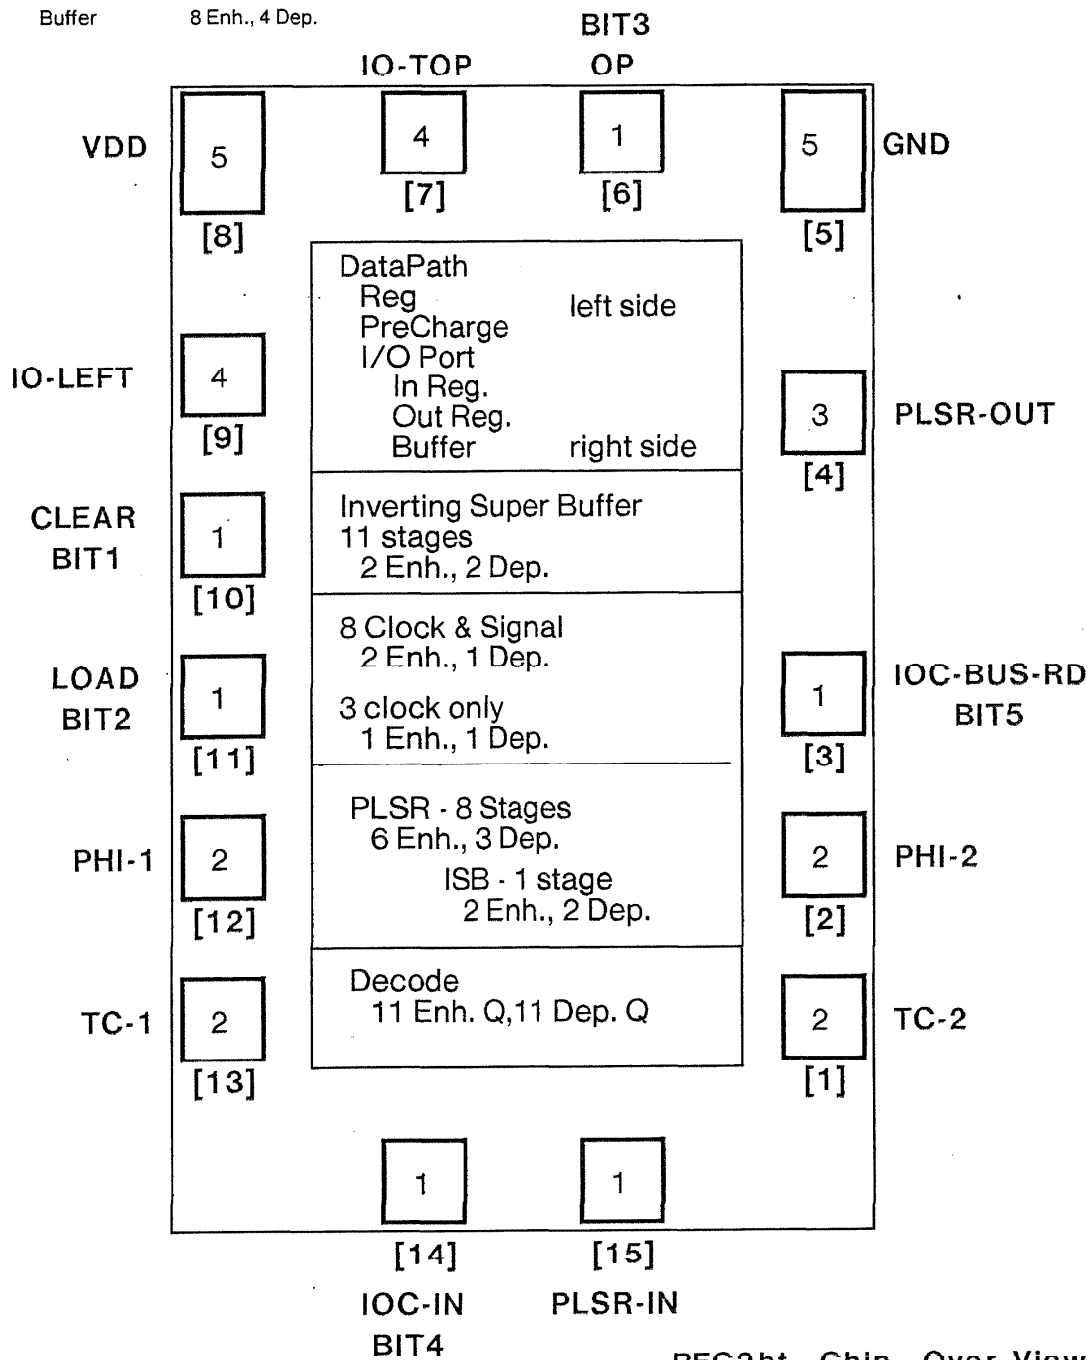 Buffer 8 Enh., 4 Dep.
BIT3
IO-TOP OP
VDD 5 4 1 5 GND
[8] [7] [6] [5]
DataPath
Reg left side
PreCharge
I/O Port
In Reg.
Out Reg.
Buffer right side
IO-LEFT 4
[9]
3 PLSR-OUT
[4]
CLEAR
BIT1
1
[10]
Inverting Super Buffer
11 stages
2 Enh., 2 Dep.
8 Clock & Signal
2 Enh., 1 Dep.
3 clock only
1 Enh., 1 Dep.
LOAD
BIT2
1
[11]
1
[3]
IOC-BUS-RD
BIT5
PLSR - 8 Stages
6 Enh., 3 Dep.
ISB - 1 stage
2 Enh., 2 Dep.
PHI-1 2
[12]
2 PHI-2
[2]
Decode
11 Enh. Q,11 Dep. Q
TC-1 2
[13]
2 TC-2
[1]
1 1
[14] [15]
IOC-IN PLSR-IN
BIT4
Chip Over View